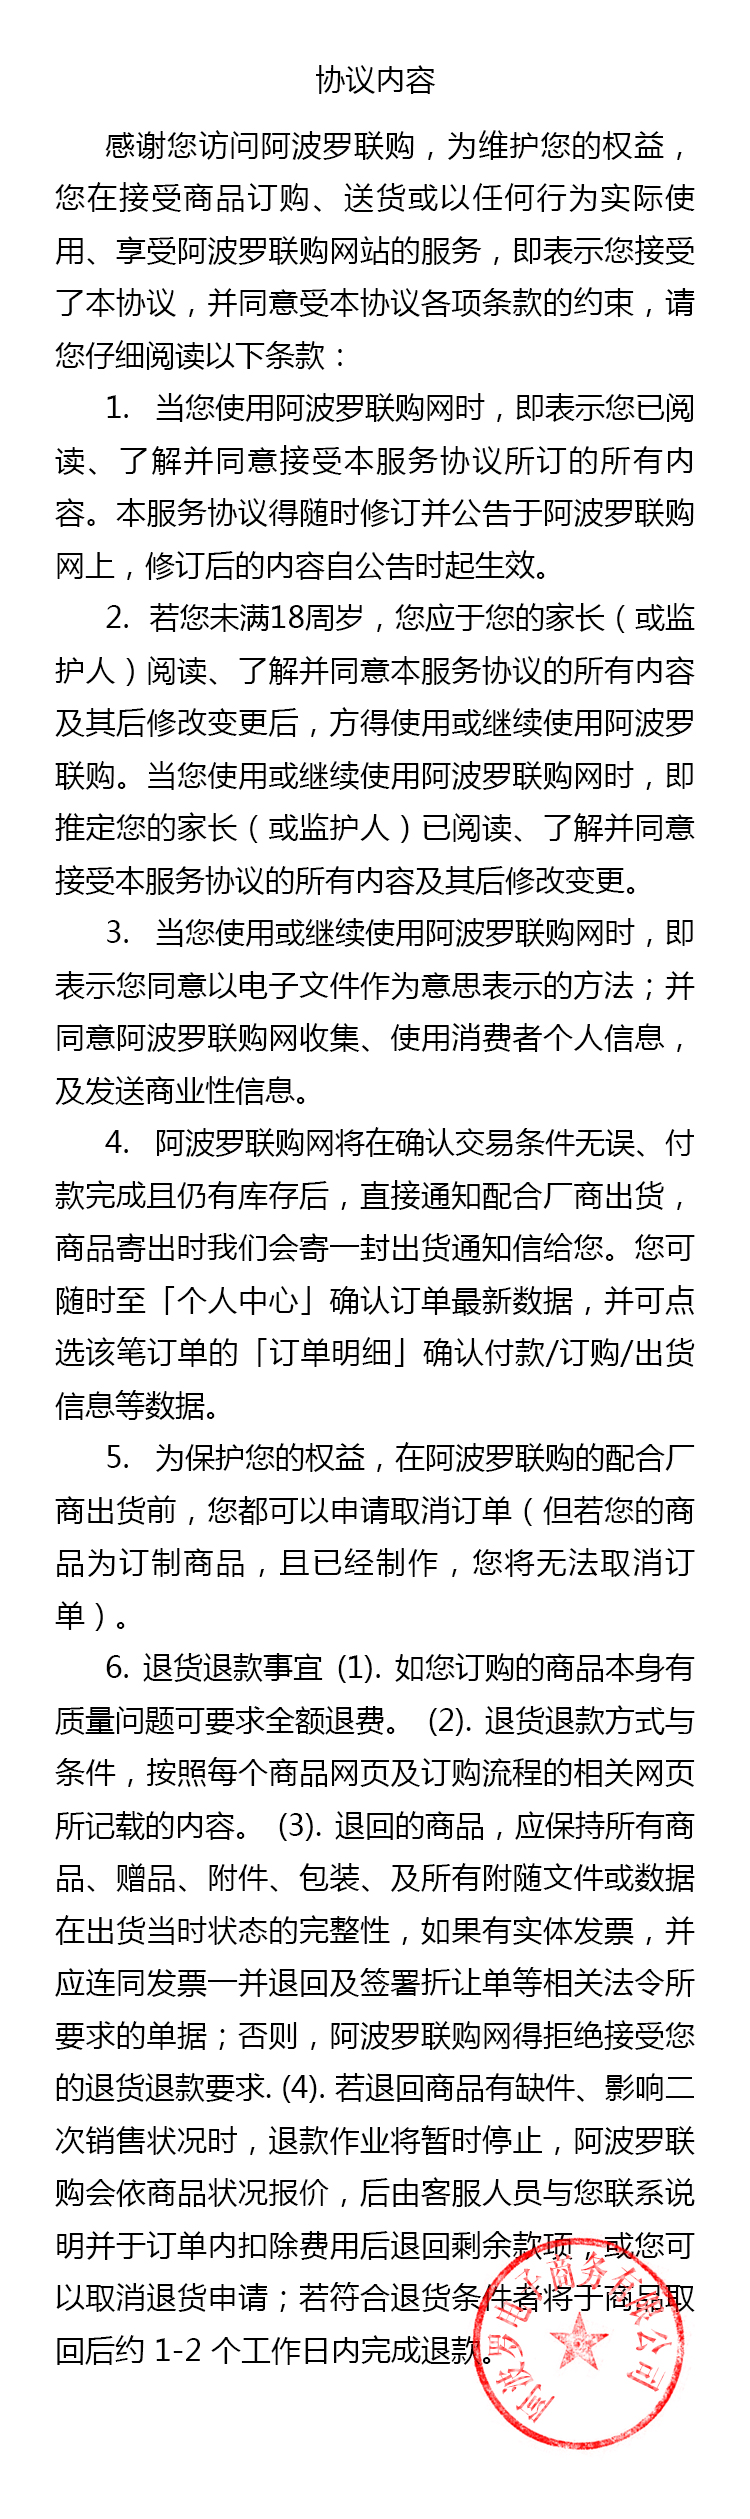 协议内容
感谢您访问阿波罗联购，为维护您的权益，
您在接受商品订购、送货或以任何行为实际使
用、享受阿波罗联购网站的服务，即表示您接受
了本协议，并同意受本协议各项条款的约束，请
您仔细阅读以下条款：
1. 当您使用阿波罗联购网时，即表示您已阅
读、了解并同意接受本服务协议所订的所有内
容。本服务协议得随时修订并公告于阿波罗联购
网上，修订后的内容自公告时起生效。
2. 若您未满18周岁，您应于您的家长（或监
护人）阅读、了解并同意本服务协议的所有内容
及其后修改变更后，方得使用或继续使用阿波罗
联购。当您使用或继续使用阿波罗联购网时，即
推定您的家长（或监护人）已阅读、了解并同意
接受本服务协议的所有内容及其后修改变更。
3. 当您使用或继续使用阿波罗联购网时，即
表示您同意以电子文件作为意思表示的方法；并
同意阿波罗联购网收集、使用消费者个人信息，
及发送商业性信息。
4. 阿波罗联购网将在确认交易条件无误、付
款完成且仍有库存后，直接通知配合厂商出货，
商品寄出时我们会寄一封出货通知信给您。您可
随时至「个人中心」确认订单最新数据，并可点
选该笔订单的「订单明细」确认付款/订购/出货
信息等数据。
5. 为保护您的权益，在阿波罗联购的配合厂
商出货前，您都可以申请取消订单（但若您的商
品为订制商品，且已经制作，您将无法取消订
单）。
6. 退货退款事宜 (1). 如您订购的商品本身有
质量问题可要求全额退费。 (2). 退货退款方式与
条件，按照每个商品网页及订购流程的相关网页
所记载的内容。 (3). 退回的商品，应保持所有商
品、赠品、附件、包装、及所有附随文件或数据
在出货当时状态的完整性，如果有实体发票，并
应连同发票一并退回及签署折让单等相关法令所
要求的单据；否则，阿波罗联购网得拒绝接受您
的退货退款要求. (4). 若退回商品有缺件、影响二
次销售状况时，退款作业将暂时停止，阿波罗联
购会依商品状况报价，后由客服人员与您联系说
明并于订单内扣除费用后退回剩余款项，或您可
以取消退货申请；若符合退货条件者将于商品取
回后约 1-2 个工作日内完成退款。
阿波罗电子商务有限公司